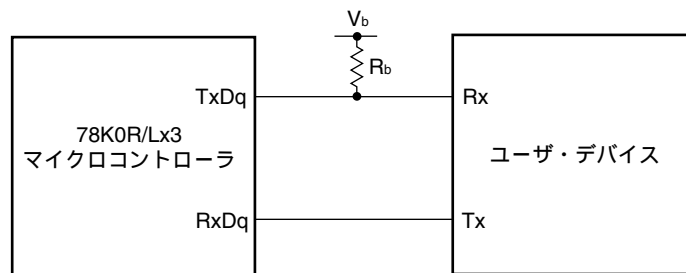 Vb
Rb
TxDq
Rx
78K0R/Lx3
マイクロコントローラ
ユーザ・デバイス
RxDq
Tx